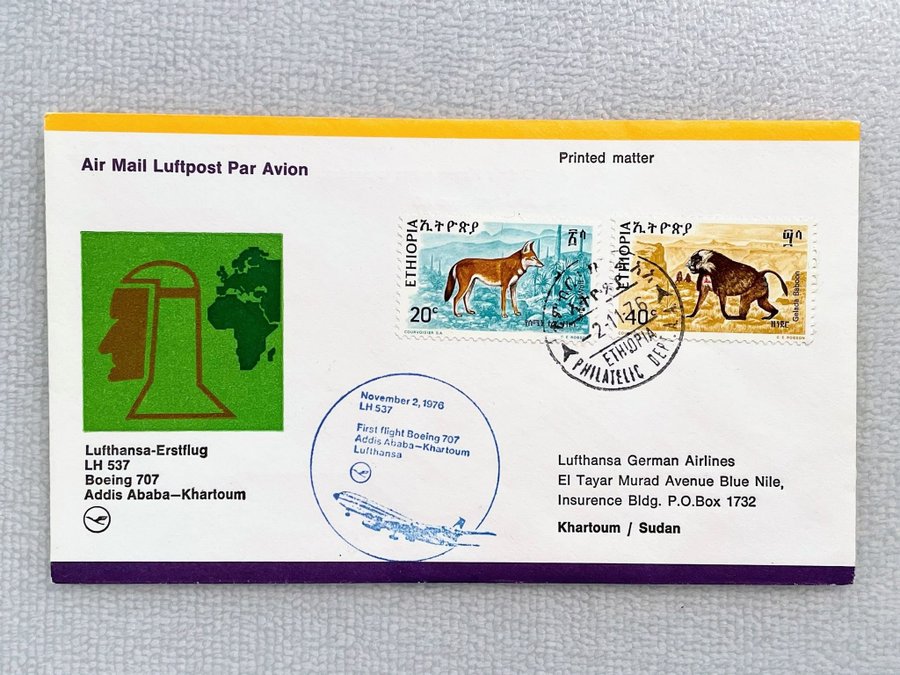 Air Mail Luftpost Par Avion
Printed matter
ETHIOPIA
ኢትዮጵያ
20c
COURVOISIER S.A.
ETHIOPIA
ኢትዮጵያ
40c
Gelada Baboon
2-11-76
ETHIOPIA
PHILATELIC DEPT.
November 2, 1976
LH 537
First flight Boeing 707
Addis Ababa—Khartoum
Lufthansa
Lufthansa-Erstflug
LH 537
Boeing 707
Addis Ababa—Khartoum
Lufthansa German Airlines
El Tayar Murad Avenue Blue Nile,
Insurence Bldg. P.O.Box 1732
Khartoum / Sudan